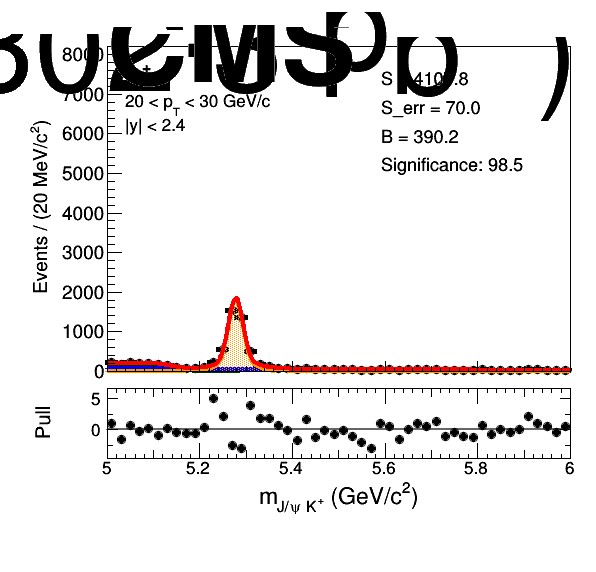 CMS
8000
7000
6000
5000
4000
3000
2000
1000
0
Events / (20 MeV/c²)
20 < p_T < 30 GeV/c
|y| < 2.4
S_err = 70.0
B = 390.2
Significance: 98.5
Pull
5
0
5 5.2 5.4 5.6 5.8 6
m_{J/ψ K⁺} (GeV/c²)